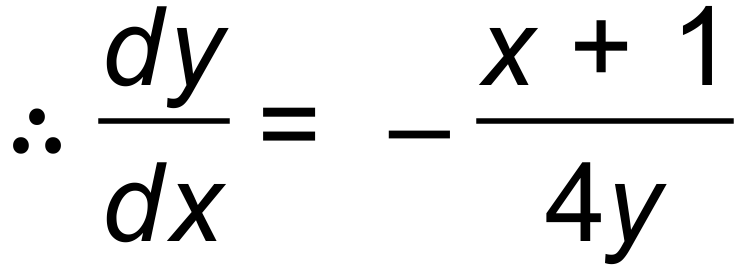 ∴ dy/dx = − (x + 1)/(4y)